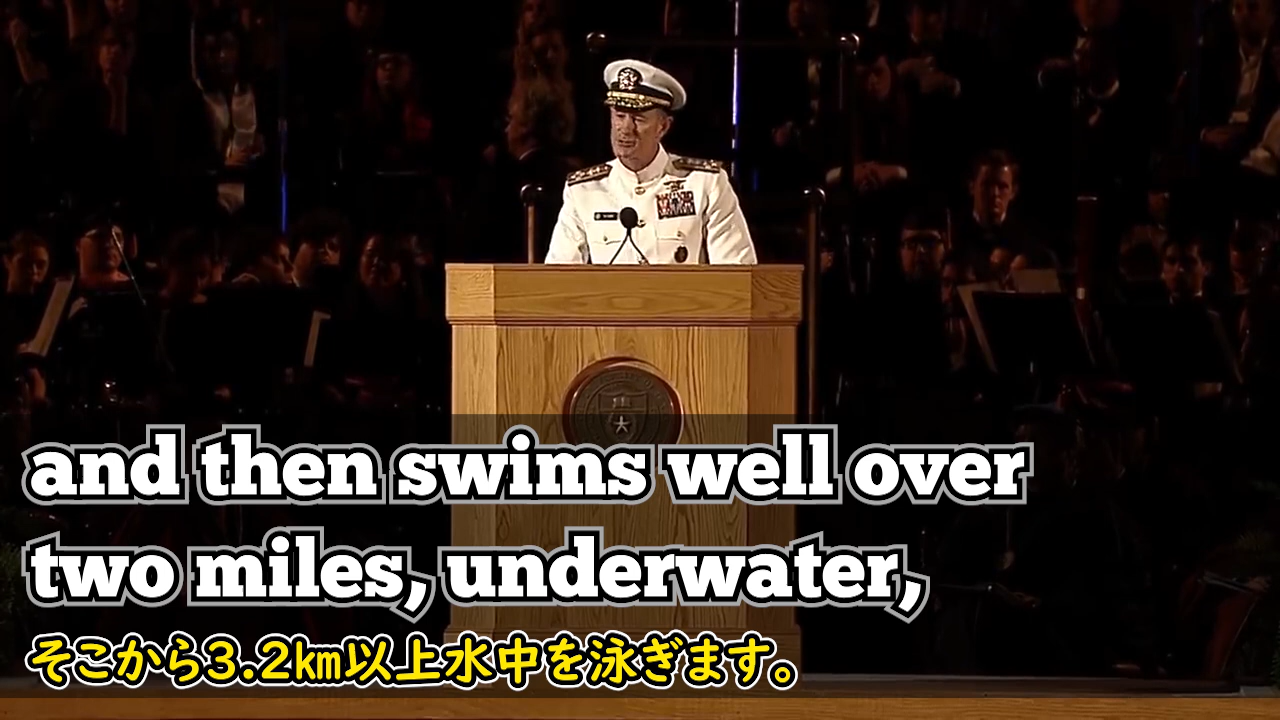 and then swims well over
two miles, underwater,
そこから3.2㎞以上水中を泳ぎます。